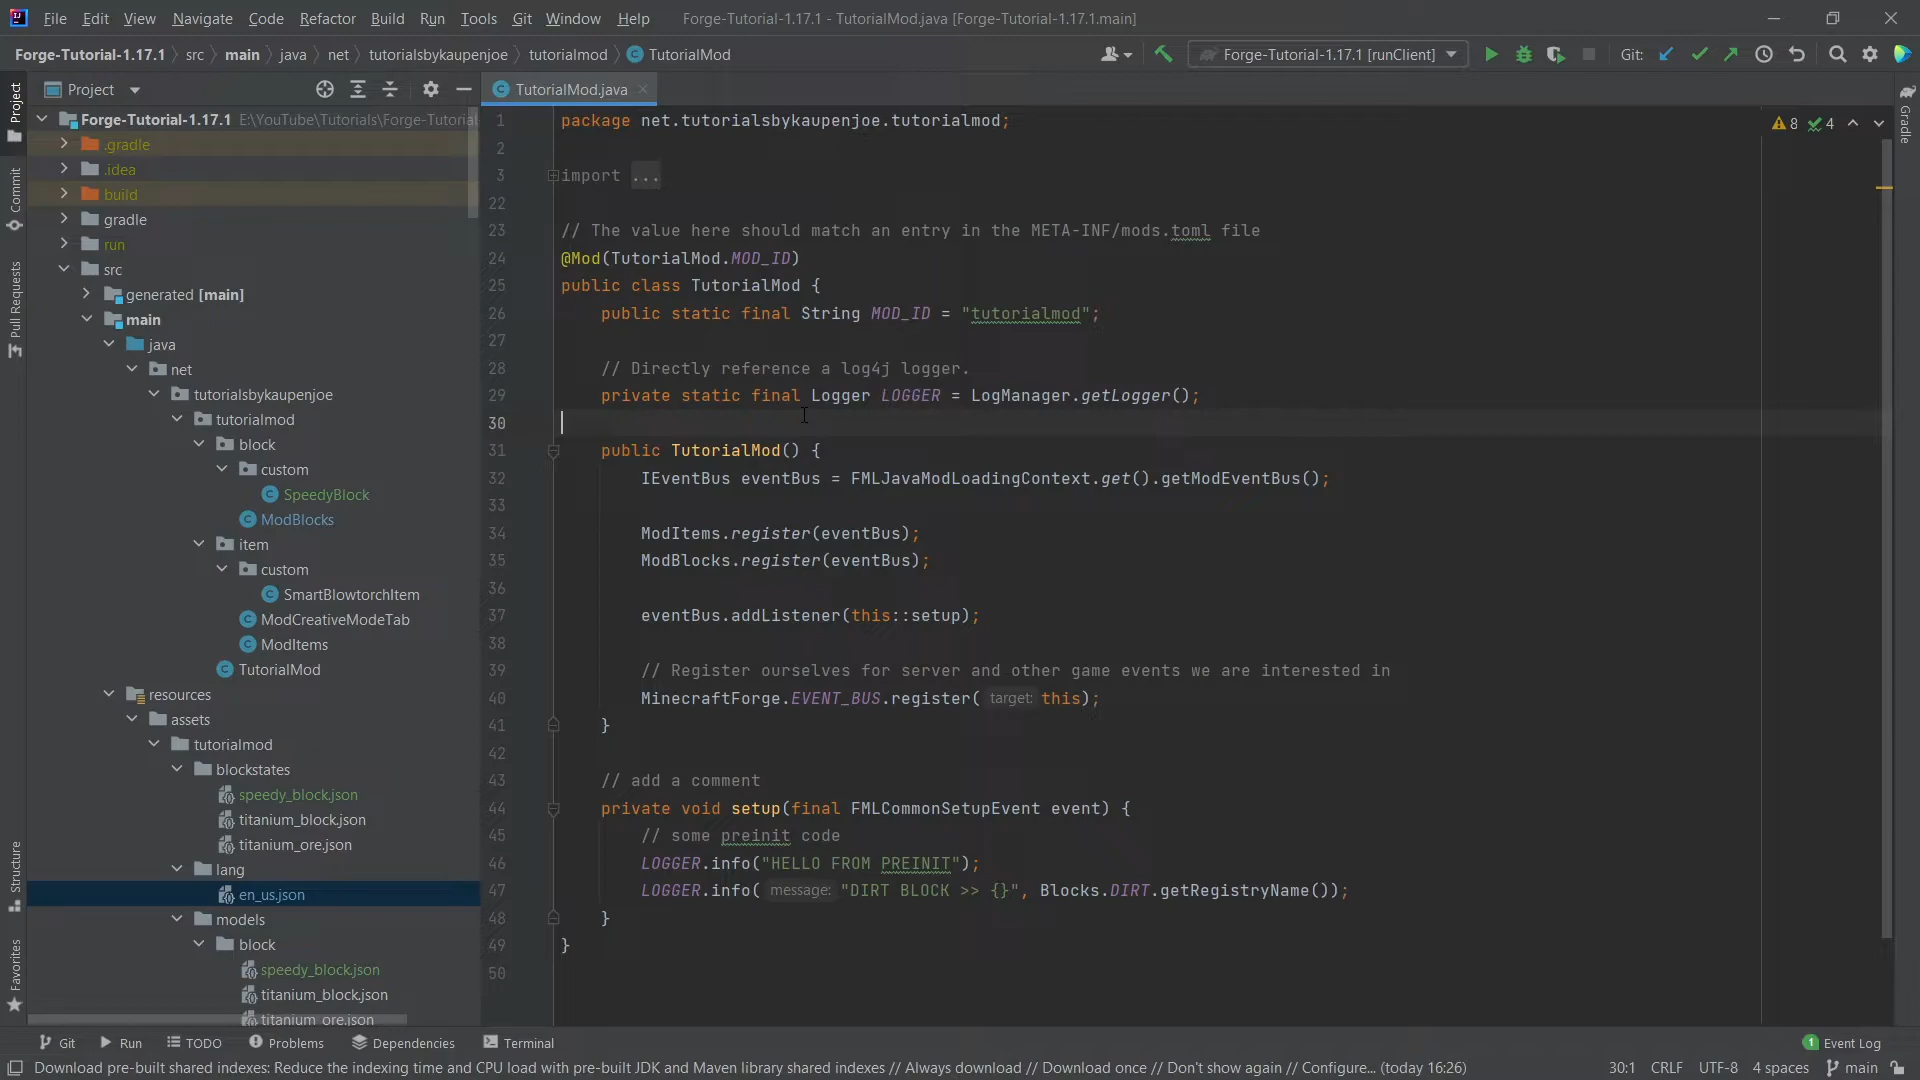 File Edit View Navigate Code Refactor Build Run Tools Git Window Help Forge-Tutorial-1.17.1 - TutorialMod.java [Forge-Tutorial-1.17.1.main]
Forge-Tutorial-1.17.1 src main java net tutorialsbykaupenjoe tutorialmod TutorialMod Forge-Tutorial-1.17.1 [runClient] Git:
Project
Commit
Pull Requests
Structure
Favorites
Project
Forge-Tutorial-1.17.1 E:\YouTube\Tutorials\Forge-Tutorial
.gradle
.idea
build
gradle
run
src
generated [main]
main
java
net
tutorialsbykaupenjoe
tutorialmod
block
custom
SpeedyBlock
ModBlocks
item
custom
SmartBlowtorchItem
ModCreativeModeTab
ModItems
TutorialMod
resources
assets
tutorialmod
blockstates
speedy_block.json
titanium_block.json
titanium_ore.json
lang
en_us.json
models
block
speedy_block.json
titanium_block.json
titanium_ore.json
TutorialMod.java
8 4
1 package net.tutorialsbykaupenjoe.tutorialmod;
2
3 import ...
22
23 // The value here should match an entry in the META-INF/mods.toml file
24 @Mod(TutorialMod.MOD_ID)
25 public class TutorialMod {
26 public static final String MOD_ID = "tutorialmod";
27
28 // Directly reference a log4j logger.
29 private static final Logger LOGGER = LogManager.getLogger();
30
31 public TutorialMod() {
32 IEventBus eventBus = FMLJavaModLoadingContext.get().getModEventBus();
33
34 ModItems.register(eventBus);
35 ModBlocks.register(eventBus);
36
37 eventBus.addListener(this::setup);
38
39 // Register ourselves for server and other game events we are interested in
40 MinecraftForge.EVENT_BUS.register( target: this);
41 }
42
43 // add a comment
44 private void setup(final FMLCommonSetupEvent event) {
45 // some preinit code
46 LOGGER.info("HELLO FROM PREINIT");
47 LOGGER.info( message: "DIRT BLOCK >> {}", Blocks.DIRT.getRegistryName());
48 }
49 }
50
Gradle
Git Run TODO Problems Dependencies Terminal 1 Event Log
Download pre-built shared indexes: Reduce the indexing time and CPU load with pre-built JDK and Maven library shared indexes // Always download // Download once // Don't show again // Configure... (today 16:26) 30:1 CRLF UTF-8 4 spaces main